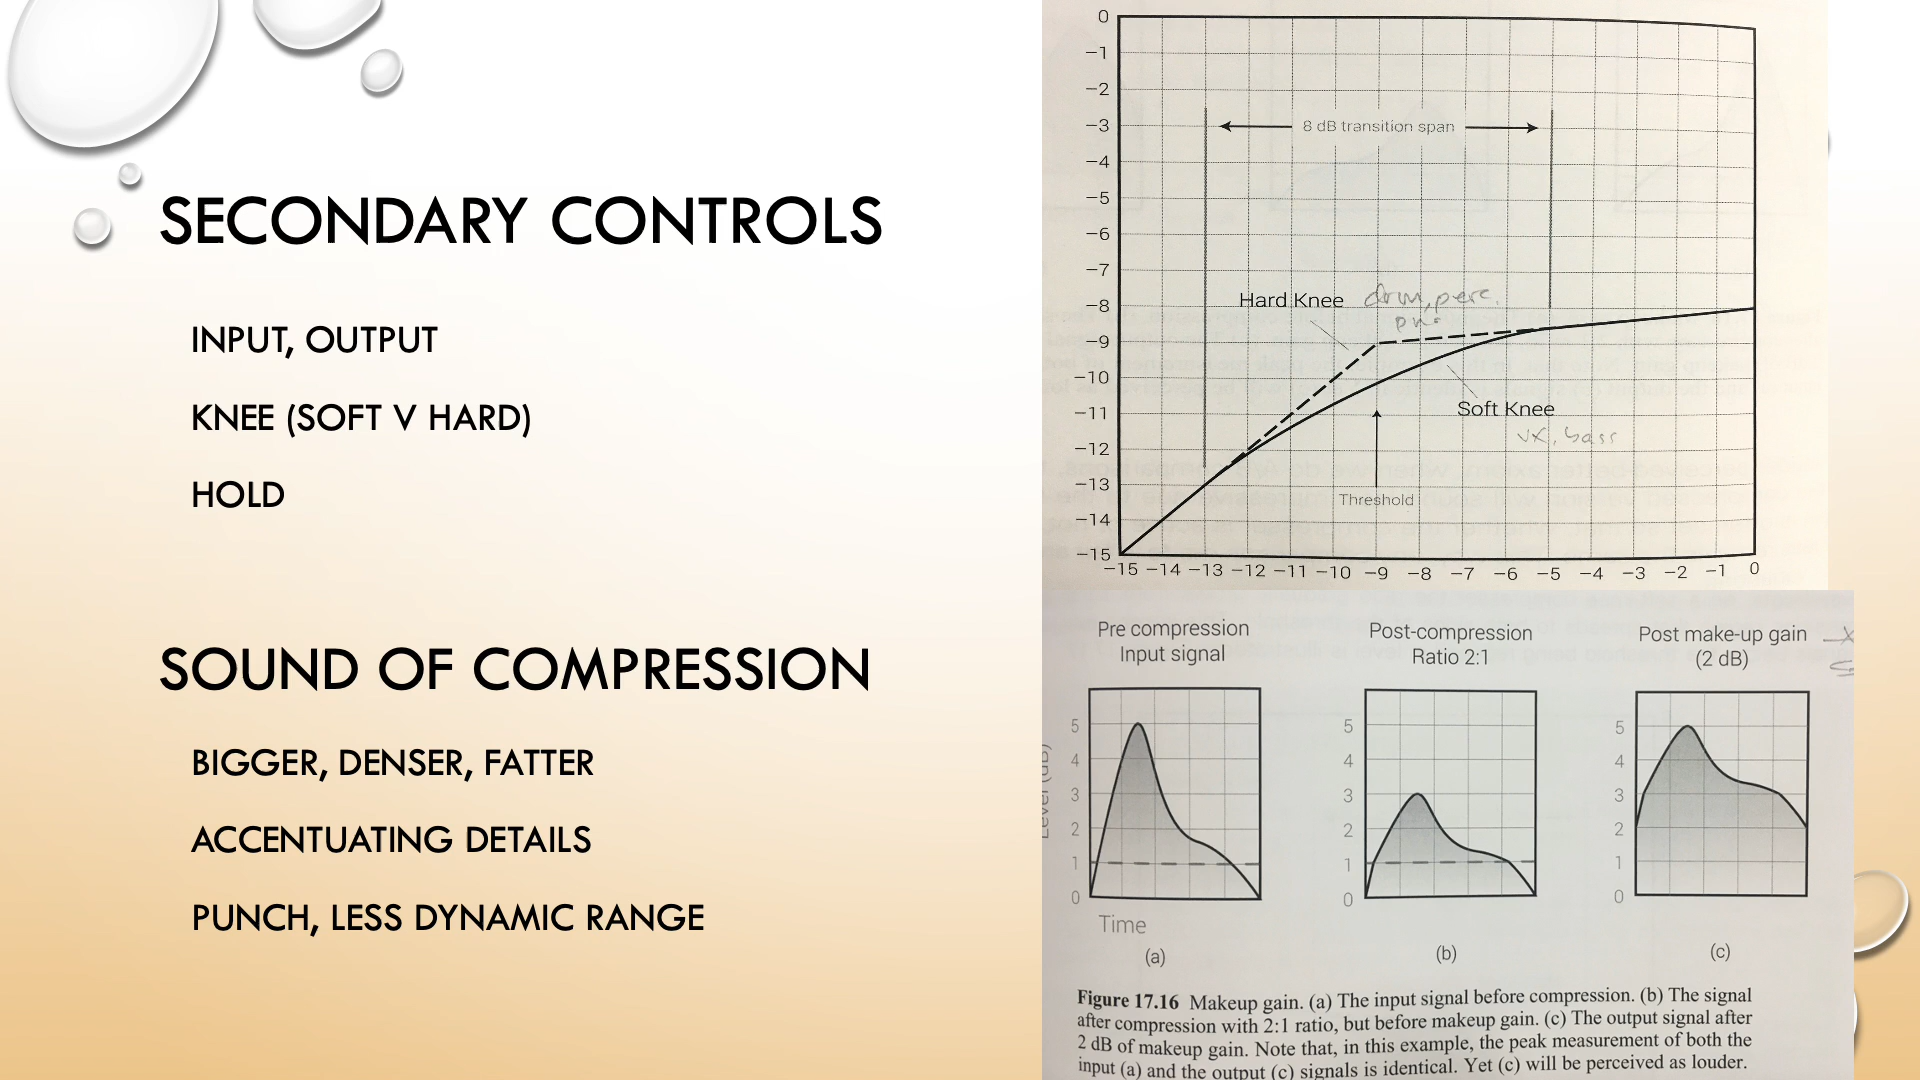 SECONDARY CONTROLS
INPUT, OUTPUT
KNEE (SOFT V HARD)
HOLD
SOUND OF COMPRESSION
BIGGER, DENSER, FATTER
ACCENTUATING DETAILS
PUNCH, LESS DYNAMIC RANGE
0
−1
−2
−3
8 dB transition span
−4
−5
−6
−7
−8
Hard Knee drum, perc.
pno
−9
−10
−11
Soft Knee
vx, bass
−12
−13
Threshold
−14
−15
−15 −14 −13 −12 −11 −10 −9 −8 −7 −6 −5 −4 −3 −2 −1 0
Pre compression
Input signal
5
4
3
2
1
0
Level (dB)
Time
(a)
Post-compression
Ratio 2:1
5
4
3
2
1
0
(b)
Post make-up gain
(2 dB)
5
4
3
2
1
0
(c)
Figure 17.16 Makeup gain. (a) The input signal before compression. (b) The signal
after compression with 2:1 ratio, but before makeup gain. (c) The output signal after
2 dB of makeup gain. Note that, in this example, the peak measurement of both the
input (a) and the output (c) signals is identical. Yet (c) will be perceived as louder.